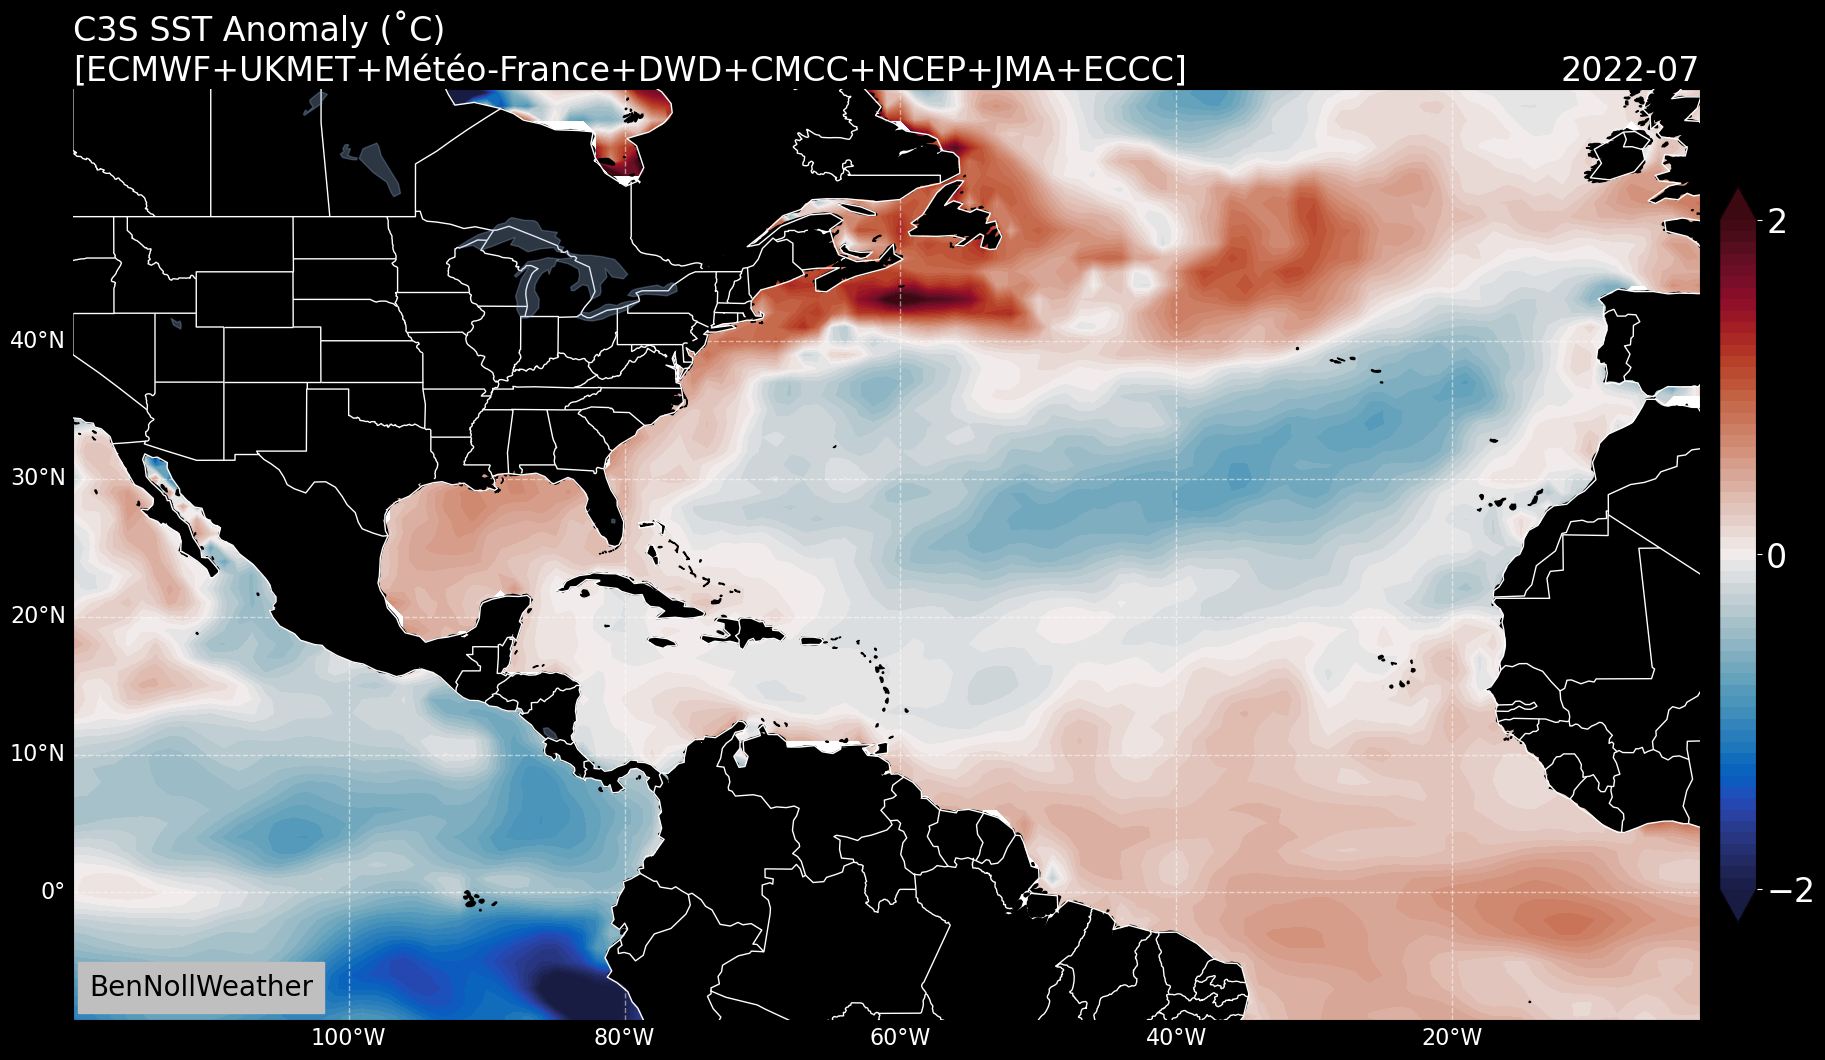 C3S SST Anomaly (˚C)
[ECMWF+UKMET+Météo-France+DWD+CMCC+NCEP+JMA+ECCC]
2022-07
2
0
−2
40°N
30°N
20°N
10°N
0°
BenNollWeather
100°W
80°W
60°W
40°W
20°W